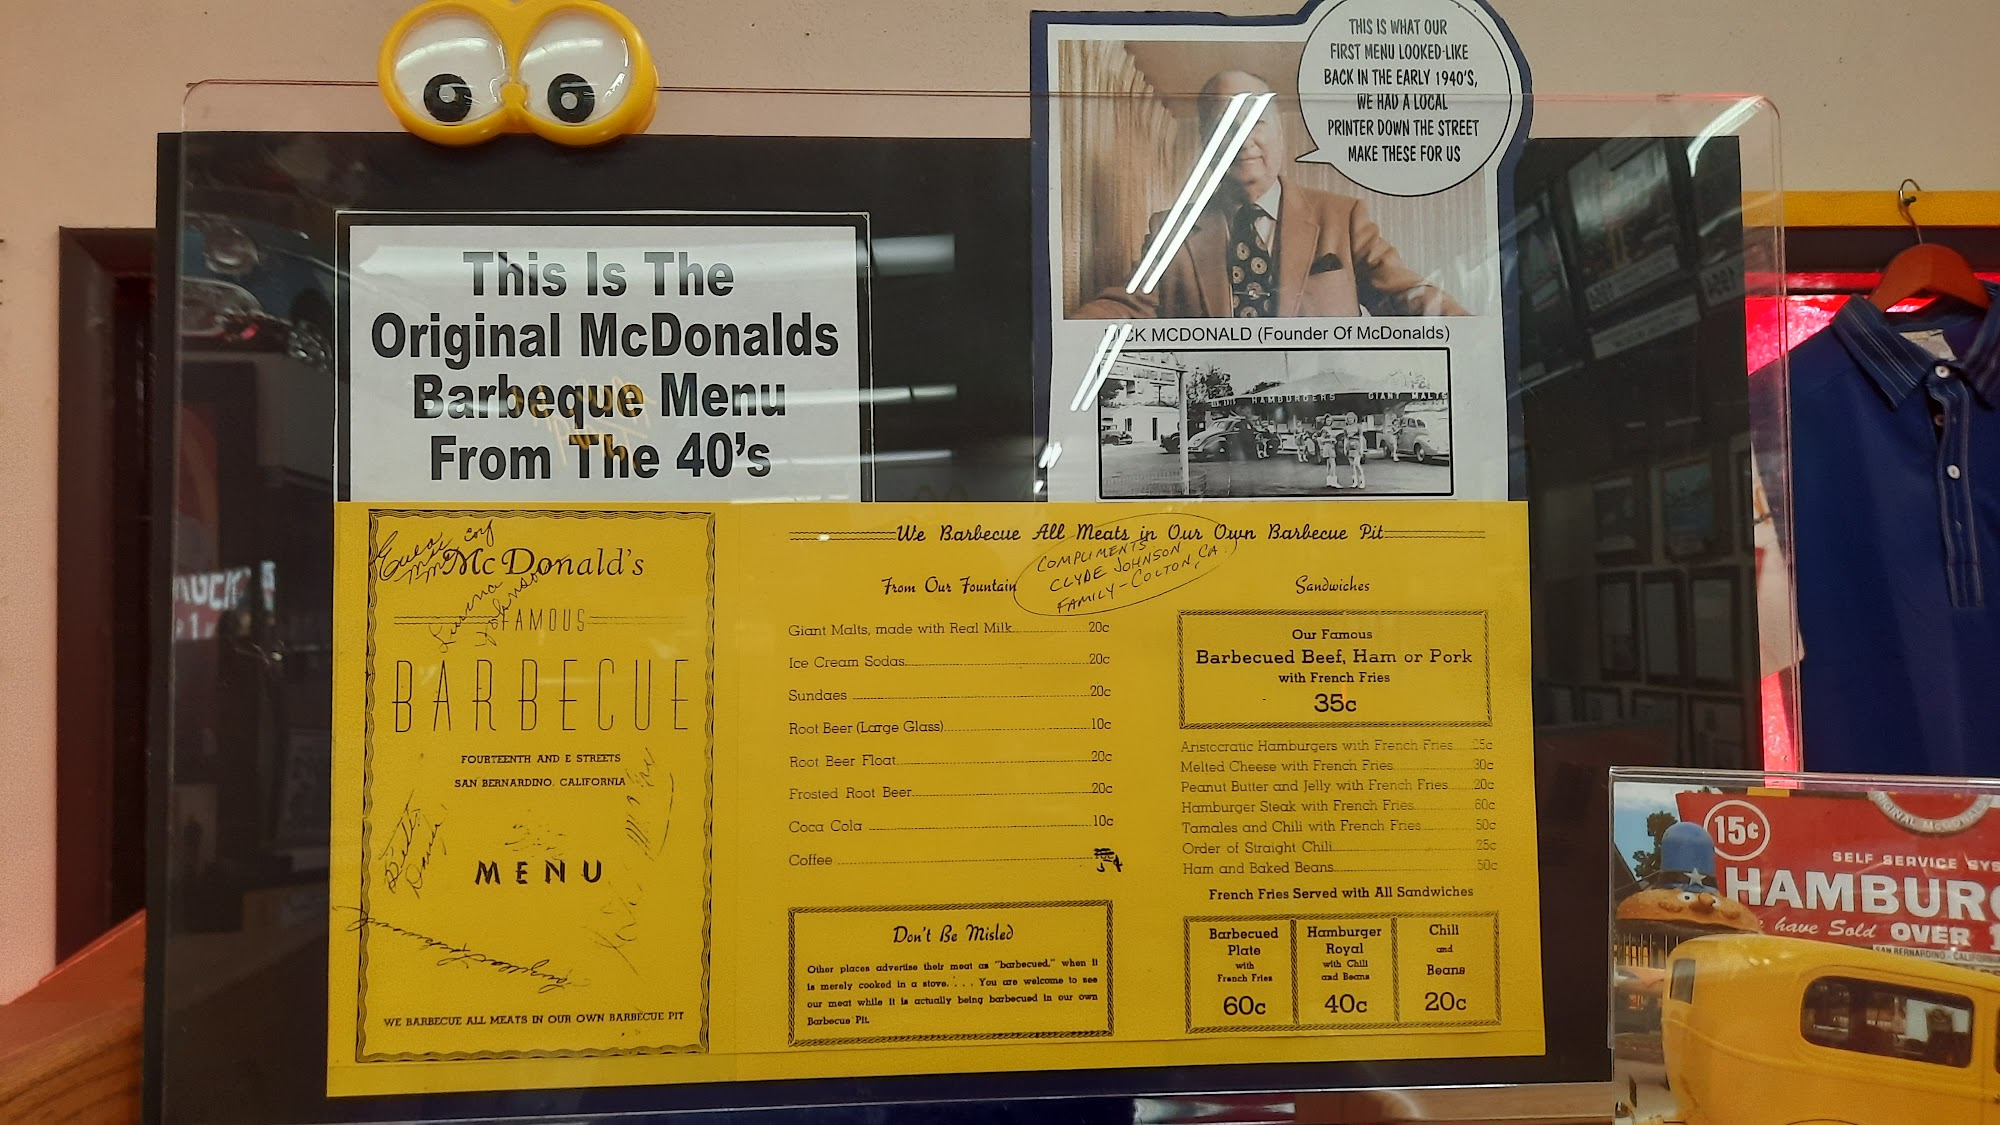 THIS IS WHAT OUR
FIRST MENU LOOKED-LIKE
BACK IN THE EARLY 1940'S,
WE HAD A LOCAL
PRINTER DOWN THE STREET
MAKE THESE FOR US
This Is The
Original McDonalds
Barbeque Menu
From The 40's
DICK MCDONALD (Founder Of McDonalds)
HAMBURGERS GIANT MALTS
McDonald's
FAMOUS
BARBECUE
FOURTEENTH AND E STREETS
SAN BERNARDINO, CALIFORNIA
MENU
WE BARBECUE ALL MEATS IN OUR OWN BARBECUE PIT
We Barbecue All Meats in Our Own Barbecue Pit
COMPLIMENTS
CLYDE JOHNSON
FAMILY-COLTON, CA.
From Our Fountain
Giant Malts, made with Real Milk 20c
Ice Cream Sodas 20c
Sundaes 20c
Root Beer (Large Glass) 10c
Root Beer Float 20c
Frosted Root Beer 20c
Coca Cola 10c
Coffee 5¢
Don't Be Misled
Other places advertise their meat as "barbecued," when it
is merely cooked in a stove. . . . You are welcome to see
our meat while it is actually being barbecued in our own
Barbecue Pit.
Sandwiches
Our Famous
Barbecued Beef, Ham or Pork
with French Fries
35c
Aristocratic Hamburgers with French Fries 25c
Melted Cheese with French Fries 30c
Peanut Butter and Jelly with French Fries 20c
Hamburger Steak with French Fries 60c
Tamales and Chili with French Fries 50c
Order of Straight Chili 25c
Ham and Baked Beans 50c
French Fries Served with All Sandwiches
Barbecued
Plate
with
French Fries
60c
Hamburger
Royal
with Chili
and Beans
40c
Chili
and
Beans
20c
15¢
SELF SERVICE
HAMBUR
have Sold OVER 1
SAN BERNARDINO